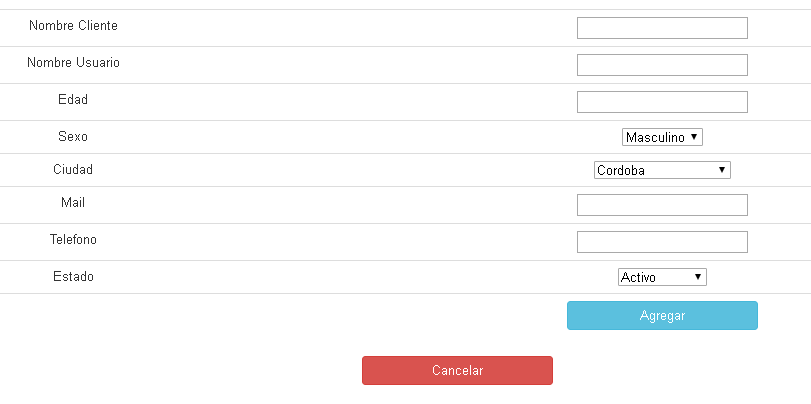 Nombre Cliente
Nombre Usuario
Edad
Sexo Masculino
Ciudad Cordoba
Mail
Telefono
Estado Activo
Agregar
Cancelar